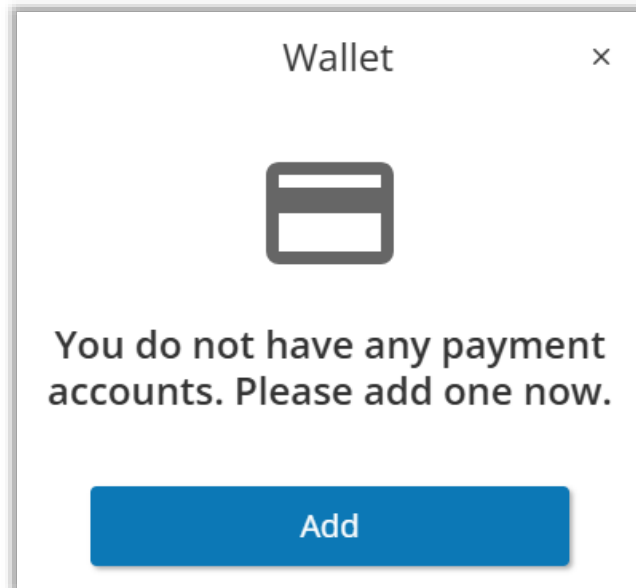 Wallet ×
You do not have any payment
accounts. Please add one now.
Add